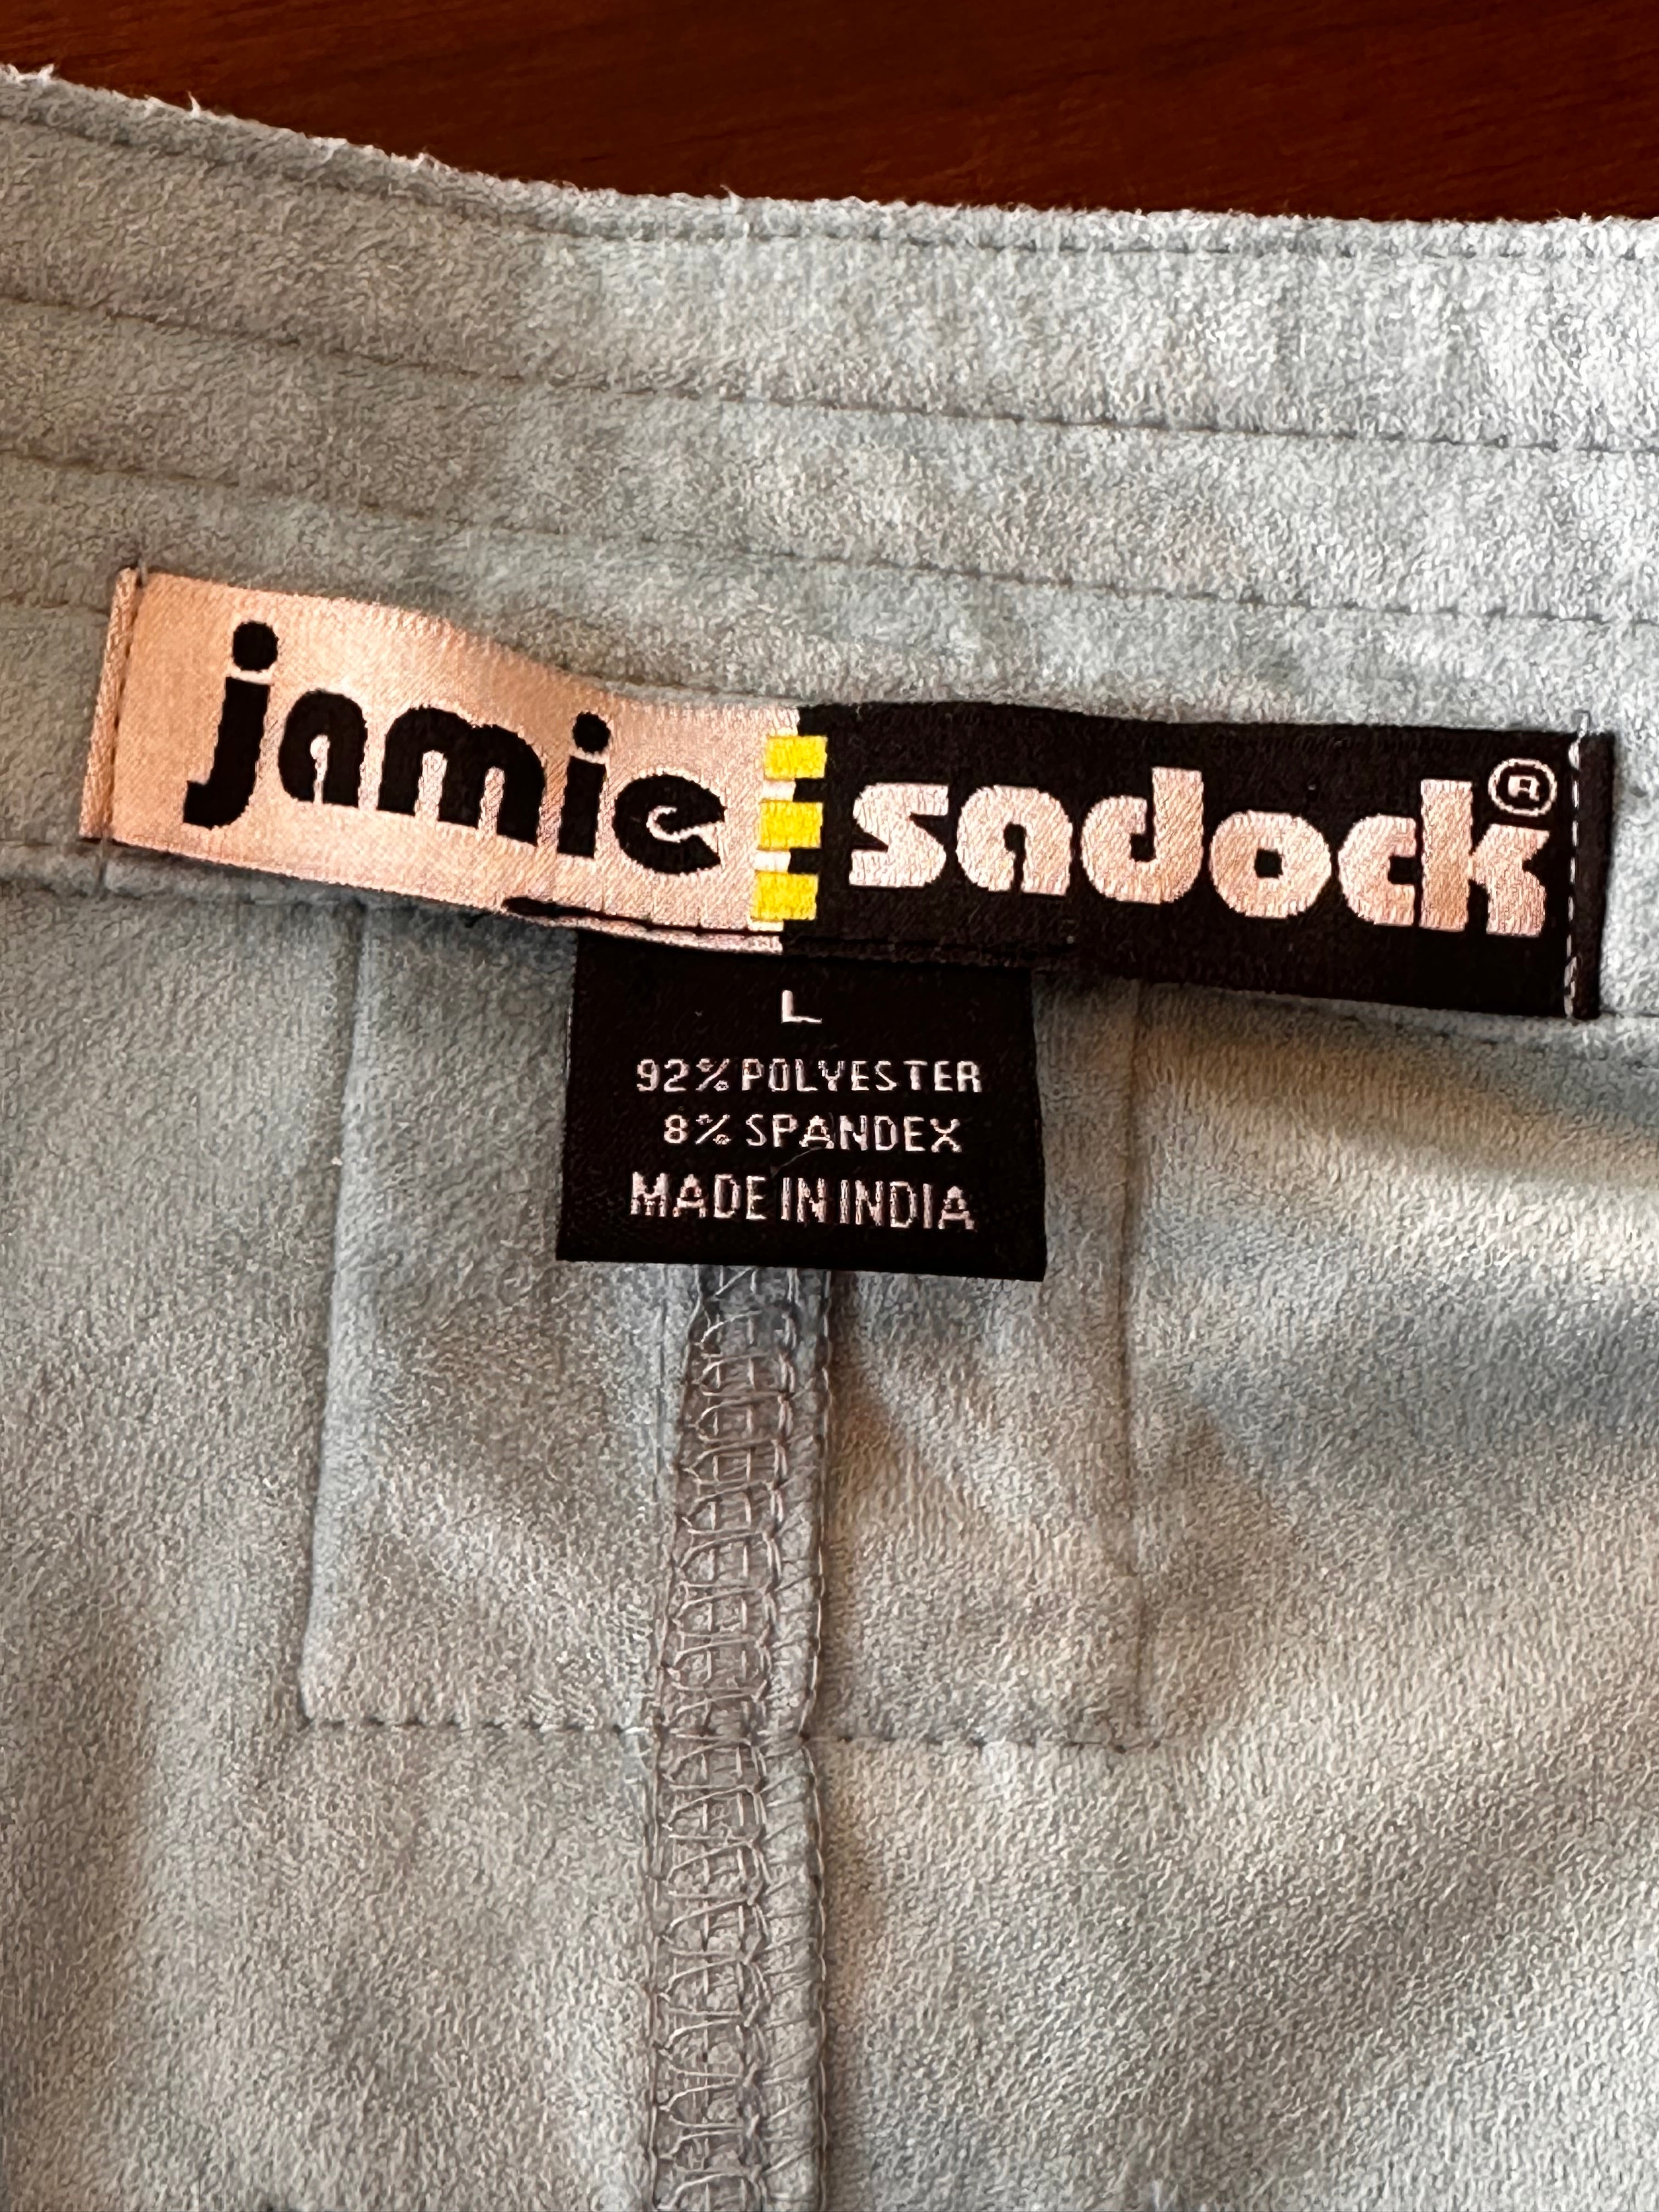 jamie sadock®
L
92% POLYESTER
8% SPANDEX
MADE IN INDIA